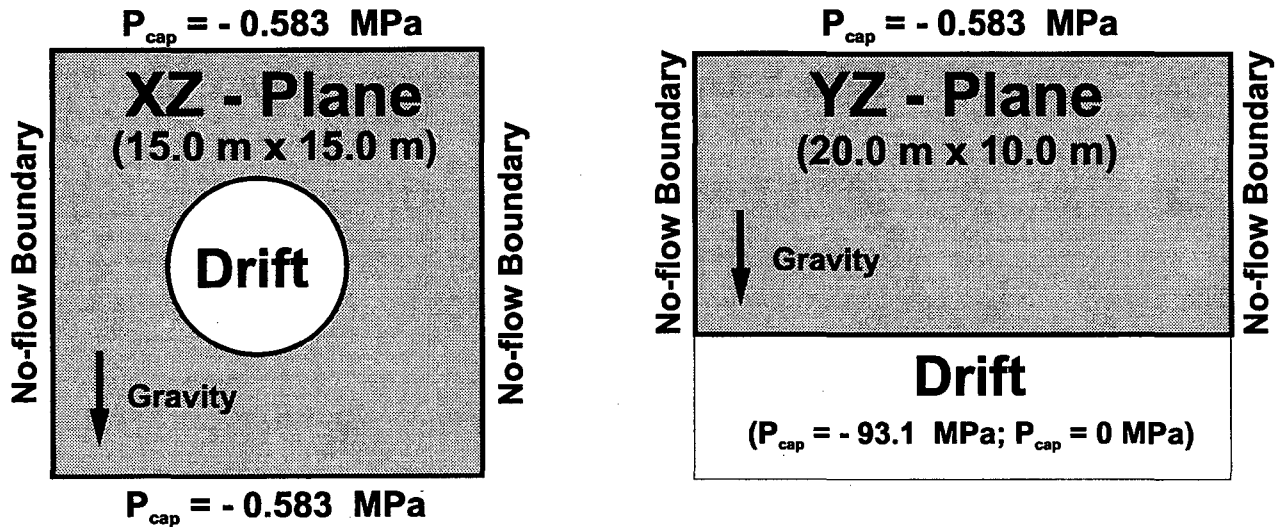 P_cap = - 0.583 MPa
No-flow Boundary
XZ - Plane
(15.0 m x 15.0 m)
Drift
Gravity
No-flow Boundary
P_cap = - 0.583 MPa
P_cap = - 0.583 MPa
No-flow Boundary
YZ - Plane
(20.0 m x 10.0 m)
Gravity
No-flow Boundary
Drift
(P_cap = - 93.1 MPa; P_cap = 0 MPa)